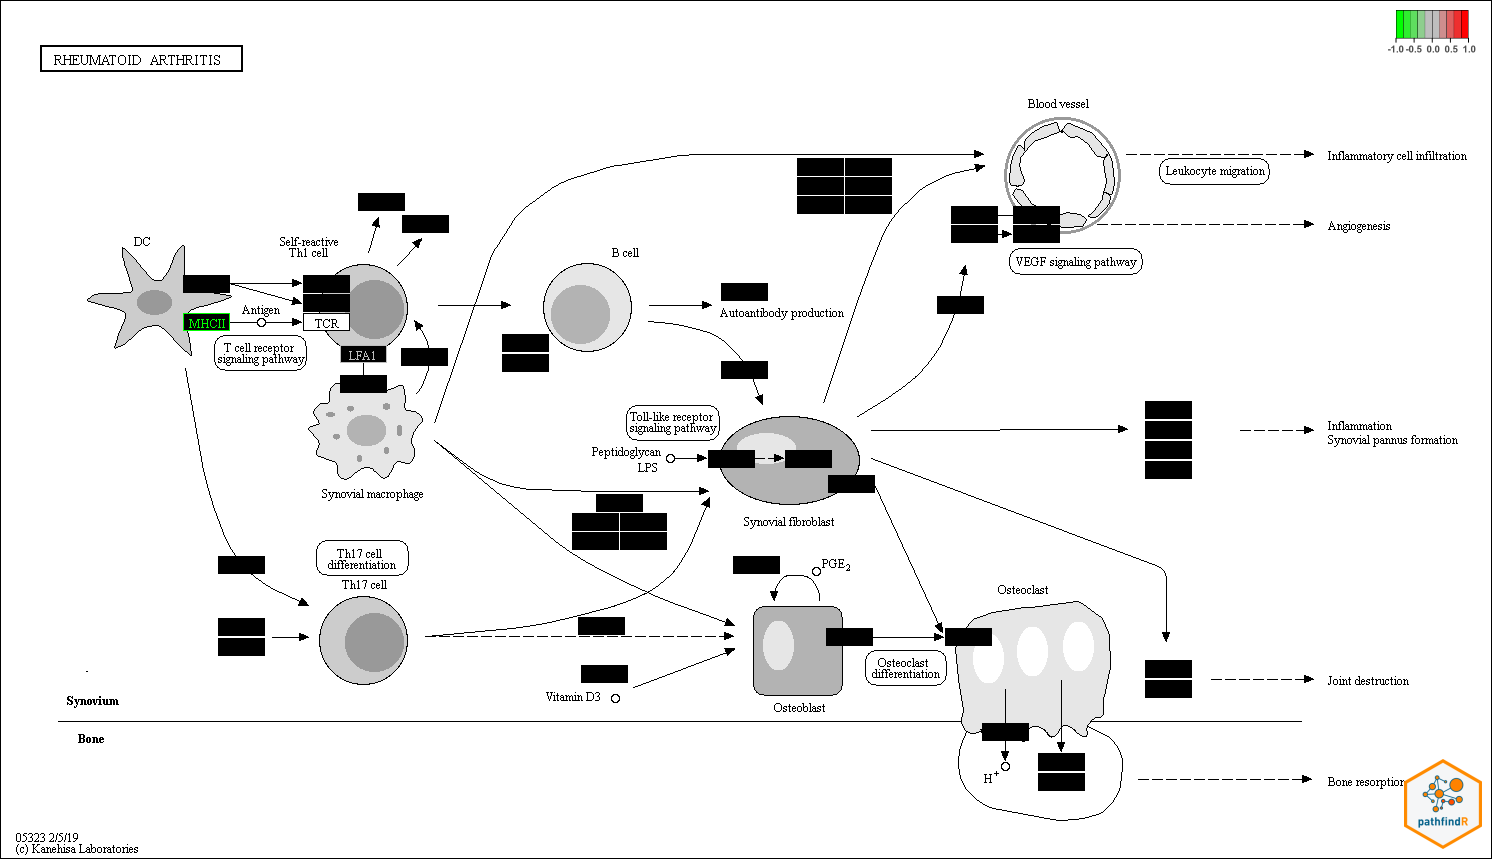 -1.0 -0.5 0.0 0.5 1.0
RHEUMATOID ARTHRITIS
Blood vessel
Inflammatory cell infiltration
Leukocyte migration
Angiogenesis
VEGF signaling pathway
DC
Self-reactive
Th1 cell
B cell
Antigen
MHCII
TCR
Autoantibody production
T cell receptor
signaling pathway
LFA1
Toll-like receptor
signaling pathway
Inflammation
Synovial pannus formation
Peptidoglycan
LPS
Synovial macrophage
Synovial fibroblast
Th17 cell
differentiation
Th17 cell
PGE2
Osteoclast
Osteoclast
differentiation
Vitamin D3
Osteoblast
Joint destruction
Synovium
Bone
H+
Bone resorption
pathfindR
05323 2/5/19
(c) Kanehisa Laboratories